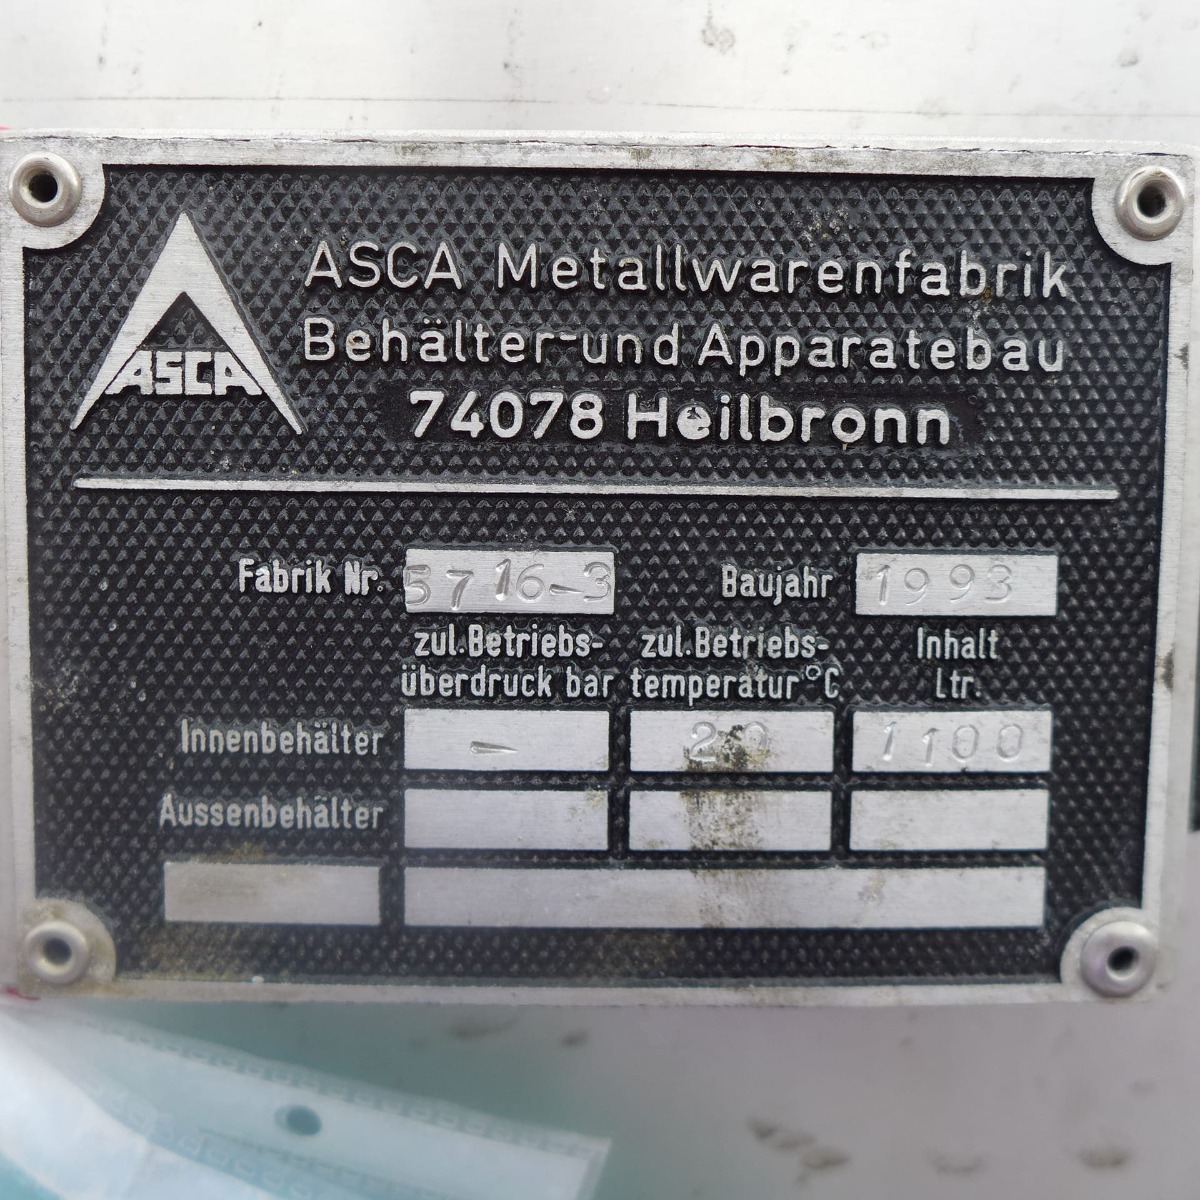 ASCA
ASCA Metallwarenfabrik
Behälter-und Apparatebau
74078 Heilbronn
Fabrik Nr. 5716-3 Baujahr 1993
zul.Betriebs- zul.Betriebs- Inhalt
überdruck bar temperatur °C Ltr.
Innenbehälter - 20 1100
Aussenbehälter